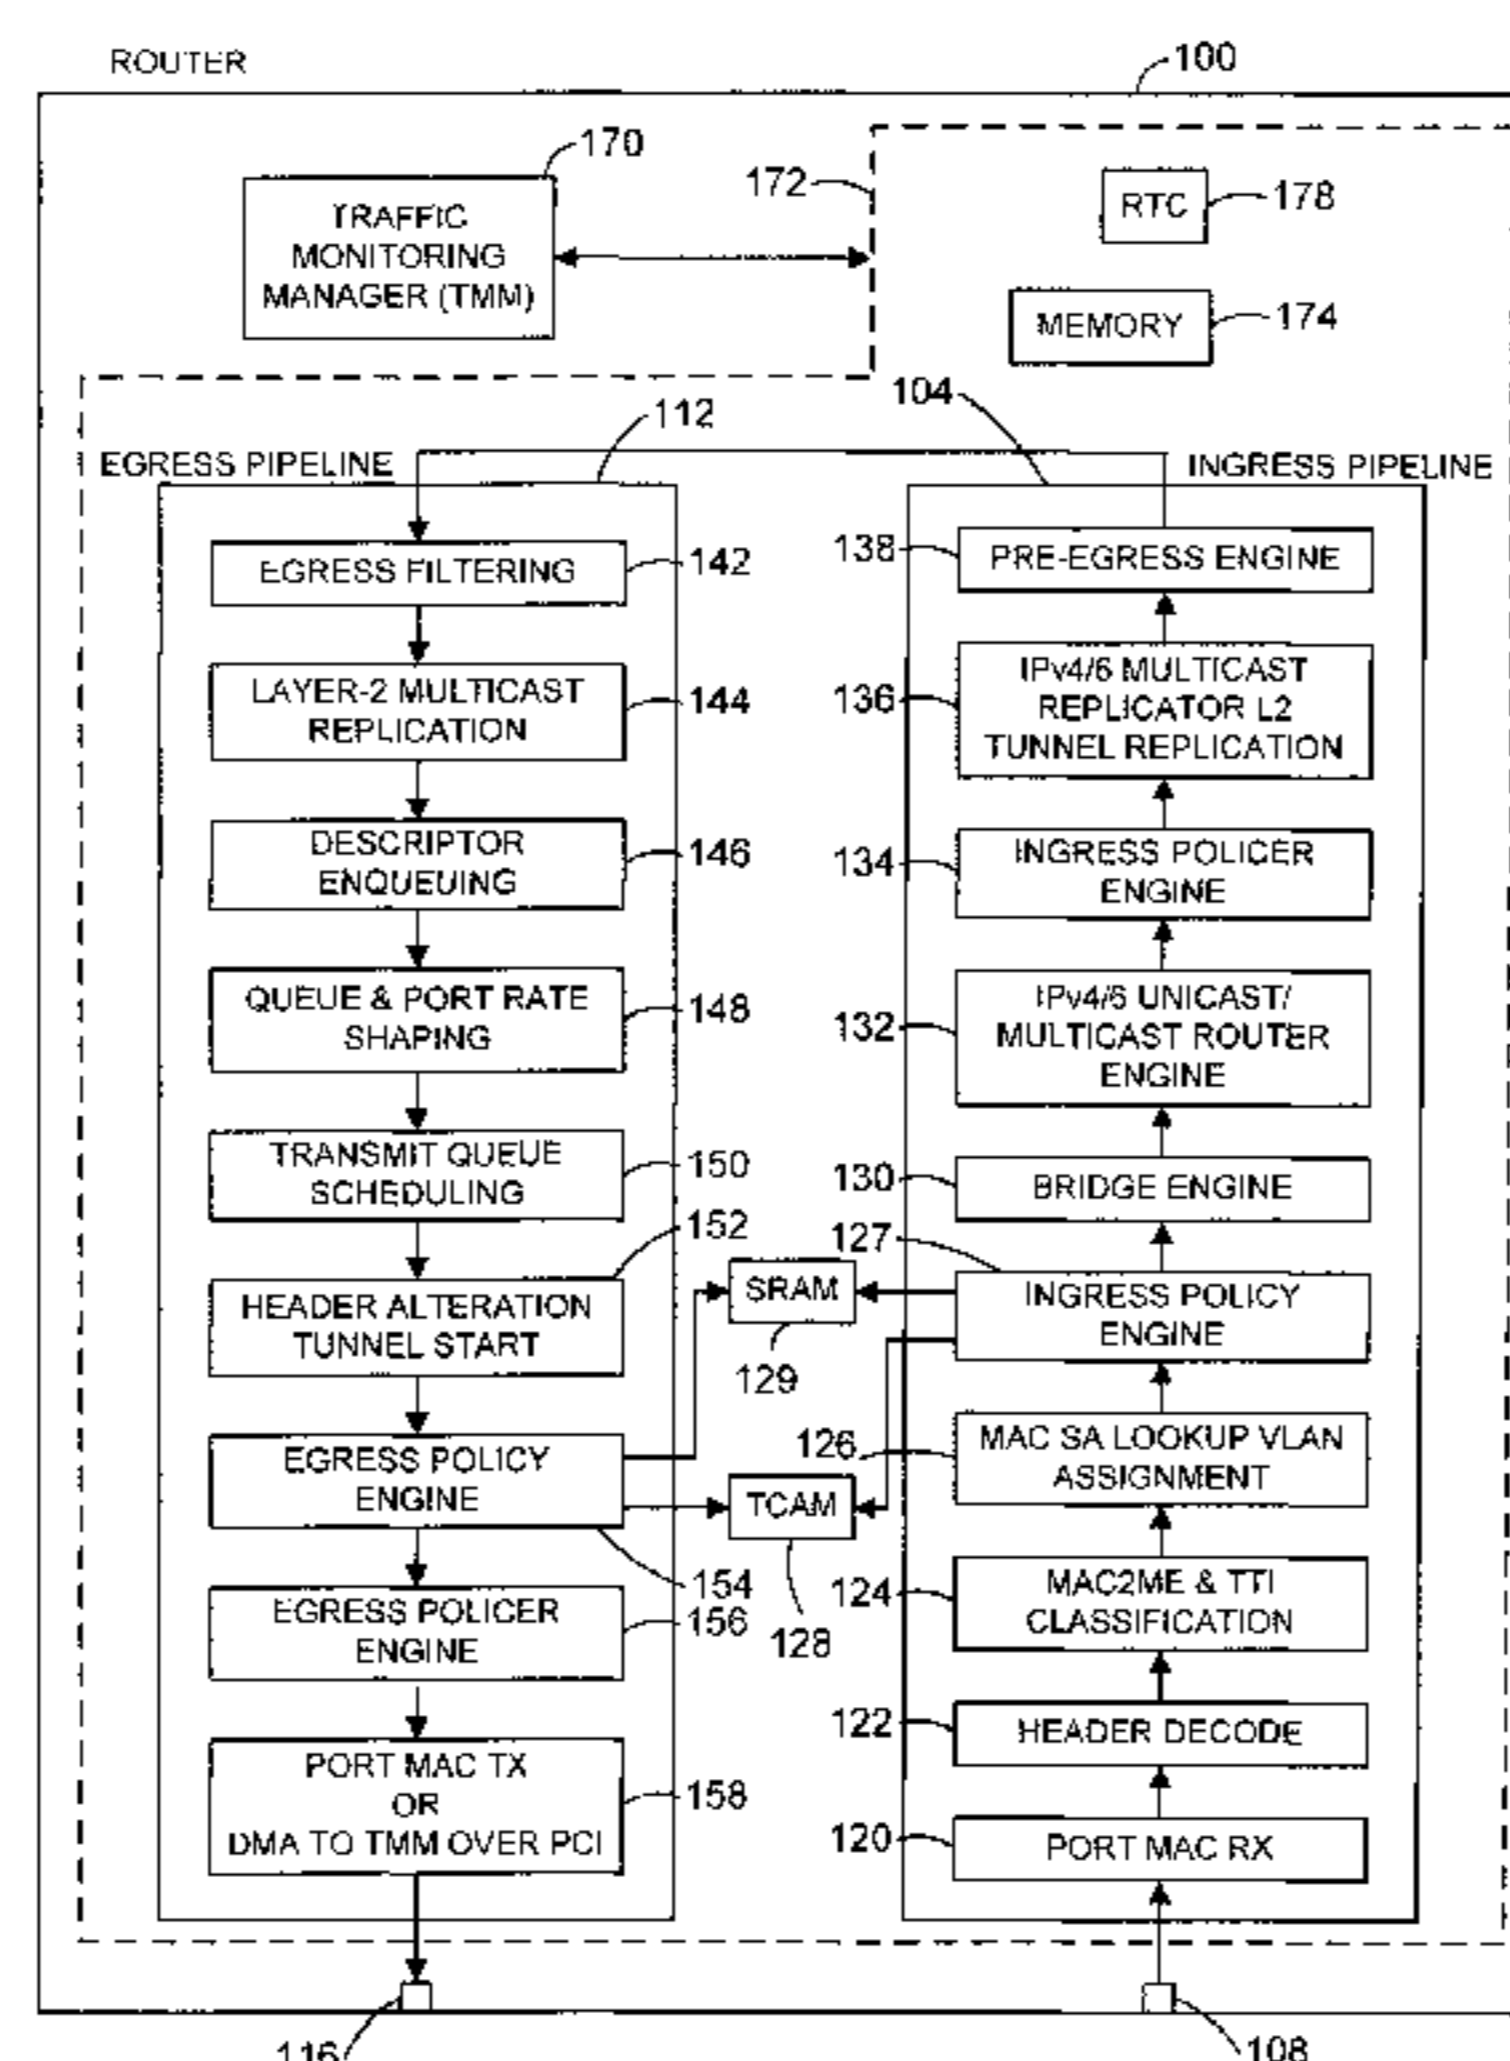 ROUTER
100
170
TRAFFIC
MONITORING
MANAGER (TMM)
172
RTC
178
MEMORY
174
104
112
EGRESS PIPELINE
INGRESS PIPELINE
EGRESS FILTERING
142
LAYER-2 MULTICAST
REPLICATION
144
DESCRIPTOR
ENQUEUING
146
QUEUE & PORT RATE
SHAPING
148
TRANSMIT QUEUE
SCHEDULING
150
152
HEADER ALTERATION
TUNNEL START
EGRESS POLICY
ENGINE
154
EGRESS POLICER
ENGINE
156
PORT MAC TX
OR
DMA TO TMM OVER PCI
158
116
SRAM
129
TCAM
128
138
PRE-EGRESS ENGINE
136
IPv4/6 MULTICAST
REPLICATOR L2
TUNNEL REPLICATION
134
INGRESS POLICER
ENGINE
132
IPv4/6 UNICAST/
MULTICAST ROUTER
ENGINE
130
BRIDGE ENGINE
127
INGRESS POLICY
ENGINE
126
MAC SA LOOKUP VLAN
ASSIGNMENT
124
MAC2ME & TTI
CLASSIFICATION
122
HEADER DECODE
120
PORT MAC RX
108